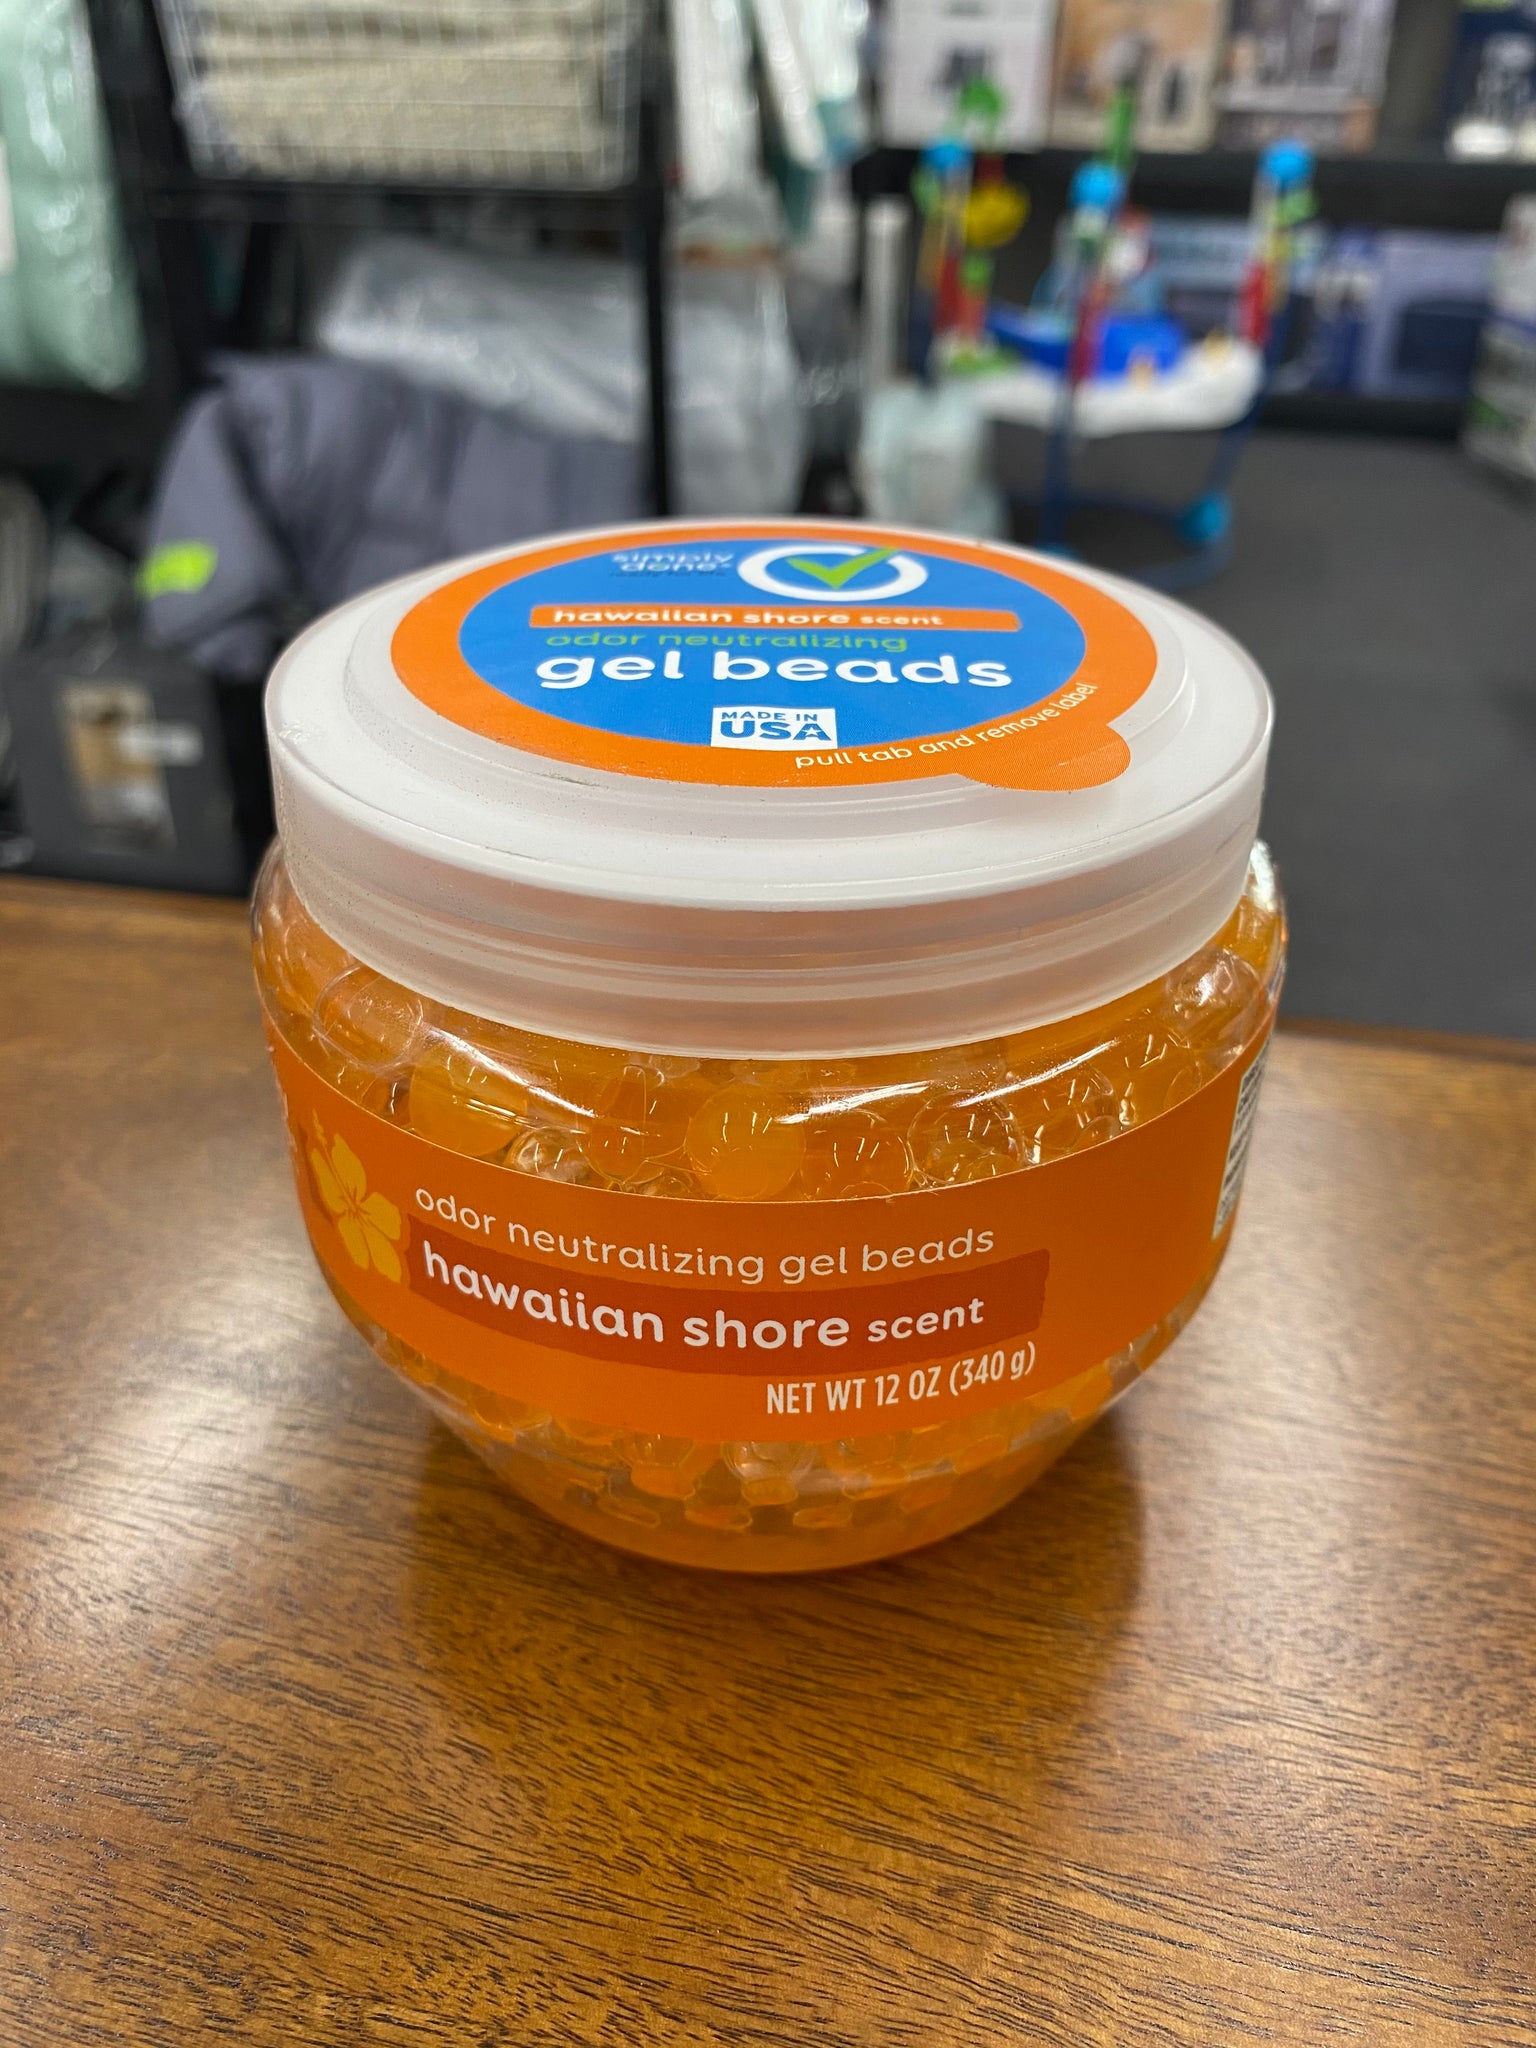 simply
done
hawaiian shore scent
odor neutralizing
gel beads
MADE IN
USA
pull tab and remove label
odor neutralizing gel beads
hawaiian shore scent
NET WT 12 OZ (340 g)